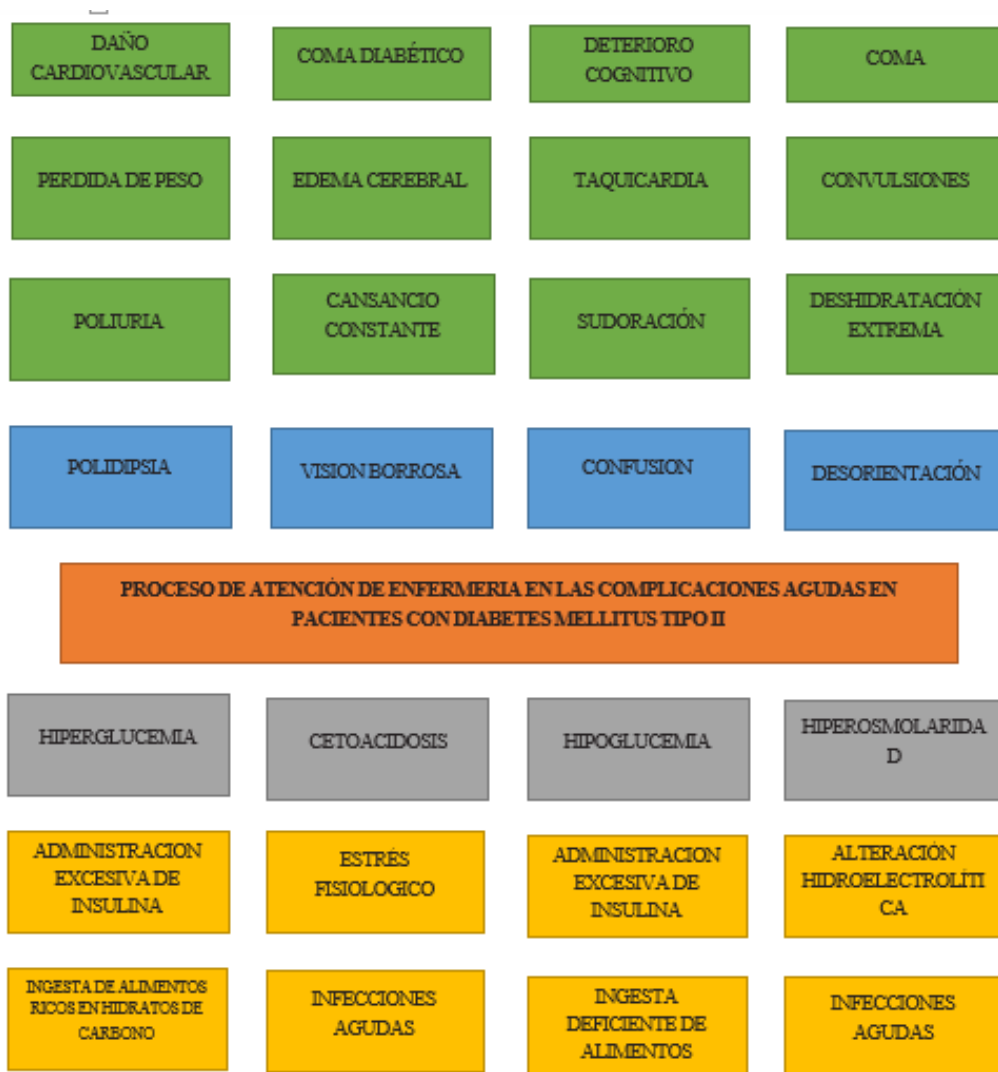 DAÑO
CARDIOVASCULAR
COMA DIABÉTICO
DETERIORO
COGNITIVO
COMA
PERDIDA DE PESO
EDEMA CEREBRAL
TAQUICARDIA
CONVULSIONES
POLIURIA
CANSANCIO
CONSTANTE
SUDORACIÓN
DESHIDRATACIÓN
EXTREMA
POLIDIPSIA
VISION BORROSA
CONFUSION
DESORIENTACIÓN
PROCESO DE ATENCIÓN DE ENFERMERIA EN LAS COMPLICACIONES AGUDAS EN
PACIENTES CON DIABETES MELLITUS TIPO II
HIPERGLUCEMIA
CETOACIDOSIS
HIPOGLUCEMIA
HIPEROSMOLARIDA
D
ADMINISTRACION
EXCESIVA DE
INSULINA
ESTRÉS
FISIOLOGICO
ADMINISTRACION
EXCESIVA DE
INSULINA
ALTERACIÓN
HIDROELECTROLÍTI
CA
INGESTA DE ALIMENTOS
RICOS EN HIDRATOS DE
CARBONO
INFECCIONES
AGUDAS
INGESTA
DEFICIENTE DE
ALIMENTOS
INFECCIONES
AGUDAS